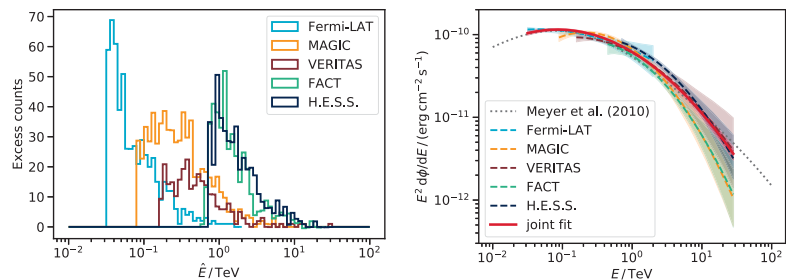 70
60
50
40
30
20
10
0
Excess counts
Fermi-LAT
MAGIC
VERITAS
FACT
H.E.S.S.
10⁻² 10⁻¹ 10⁰ 10¹ 10²
Ê / TeV
10⁻¹⁰
10⁻¹¹
10⁻¹²
E² dϕ/dE / (erg cm⁻² s⁻¹)
Meyer et al. (2010)
Fermi-LAT
MAGIC
VERITAS
FACT
H.E.S.S.
joint fit
10⁻² 10⁻¹ 10⁰ 10¹ 10²
E / TeV